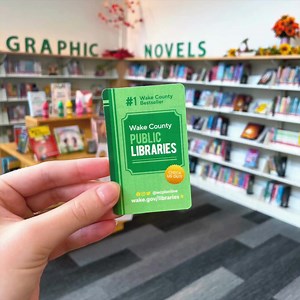 GRAPHIC NOVELS
#1 Wake County
Bestseller
Wake County
PUBLIC
LIBRARIES
wake.gov/libraries